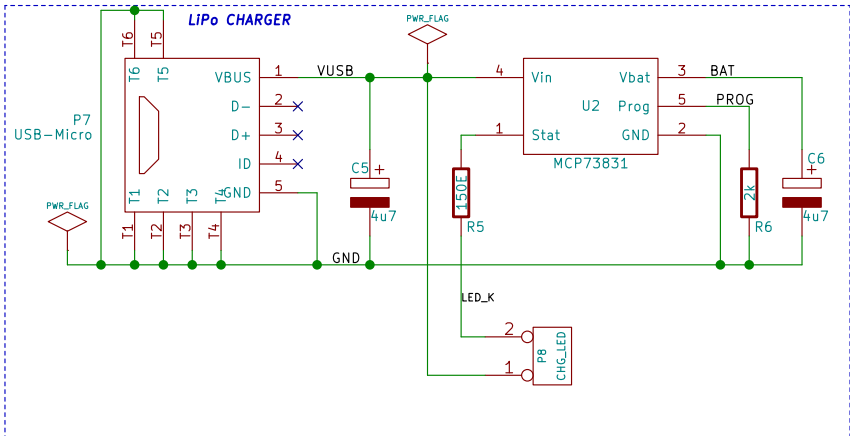 LiPo CHARGER
PWR_FLAG
T6
T5
T6
T5
VBUS
1
VUSB
4
Vin
Vbat
3
BAT
D-
2
U2
Prog
5
PROG
P7
USB-Micro
D+
3
1
Stat
GND
2
MCP73831
ID
4
C5
+
C6
+
T1
T2
T3
T4
GND
5
150E
2k
PWR_FLAG
4u7
R5
R6
4u7
T1
T2
T3
T4
GND
LED_K
2
P8
CHG_LED
1